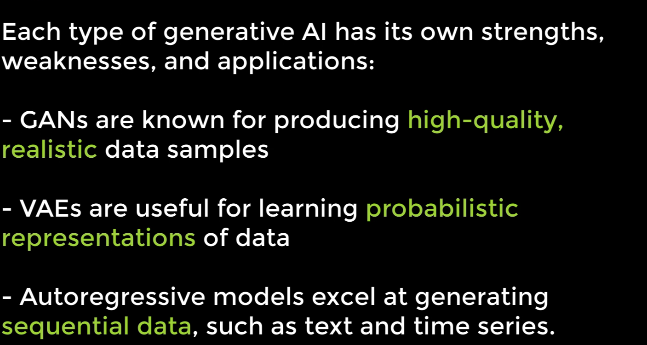 Each type of generative AI has its own strengths,
weaknesses, and applications:
- GANs are known for producing high-quality,
realistic data samples
- VAEs are useful for learning probabilistic
representations of data
- Autoregressive models excel at generating
sequential data, such as text and time series.